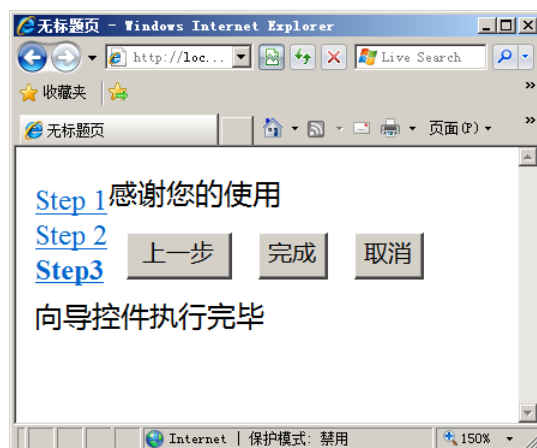 无标题页 - Windows Internet Explorer
http://loc...
Live Search
收藏夹
»
无标题页
页面(P)
»
Step 1
感谢您的使用
Step 2
Step3
上一步 完成 取消
向导控件执行完毕
Internet | 保护模式: 禁用
150%